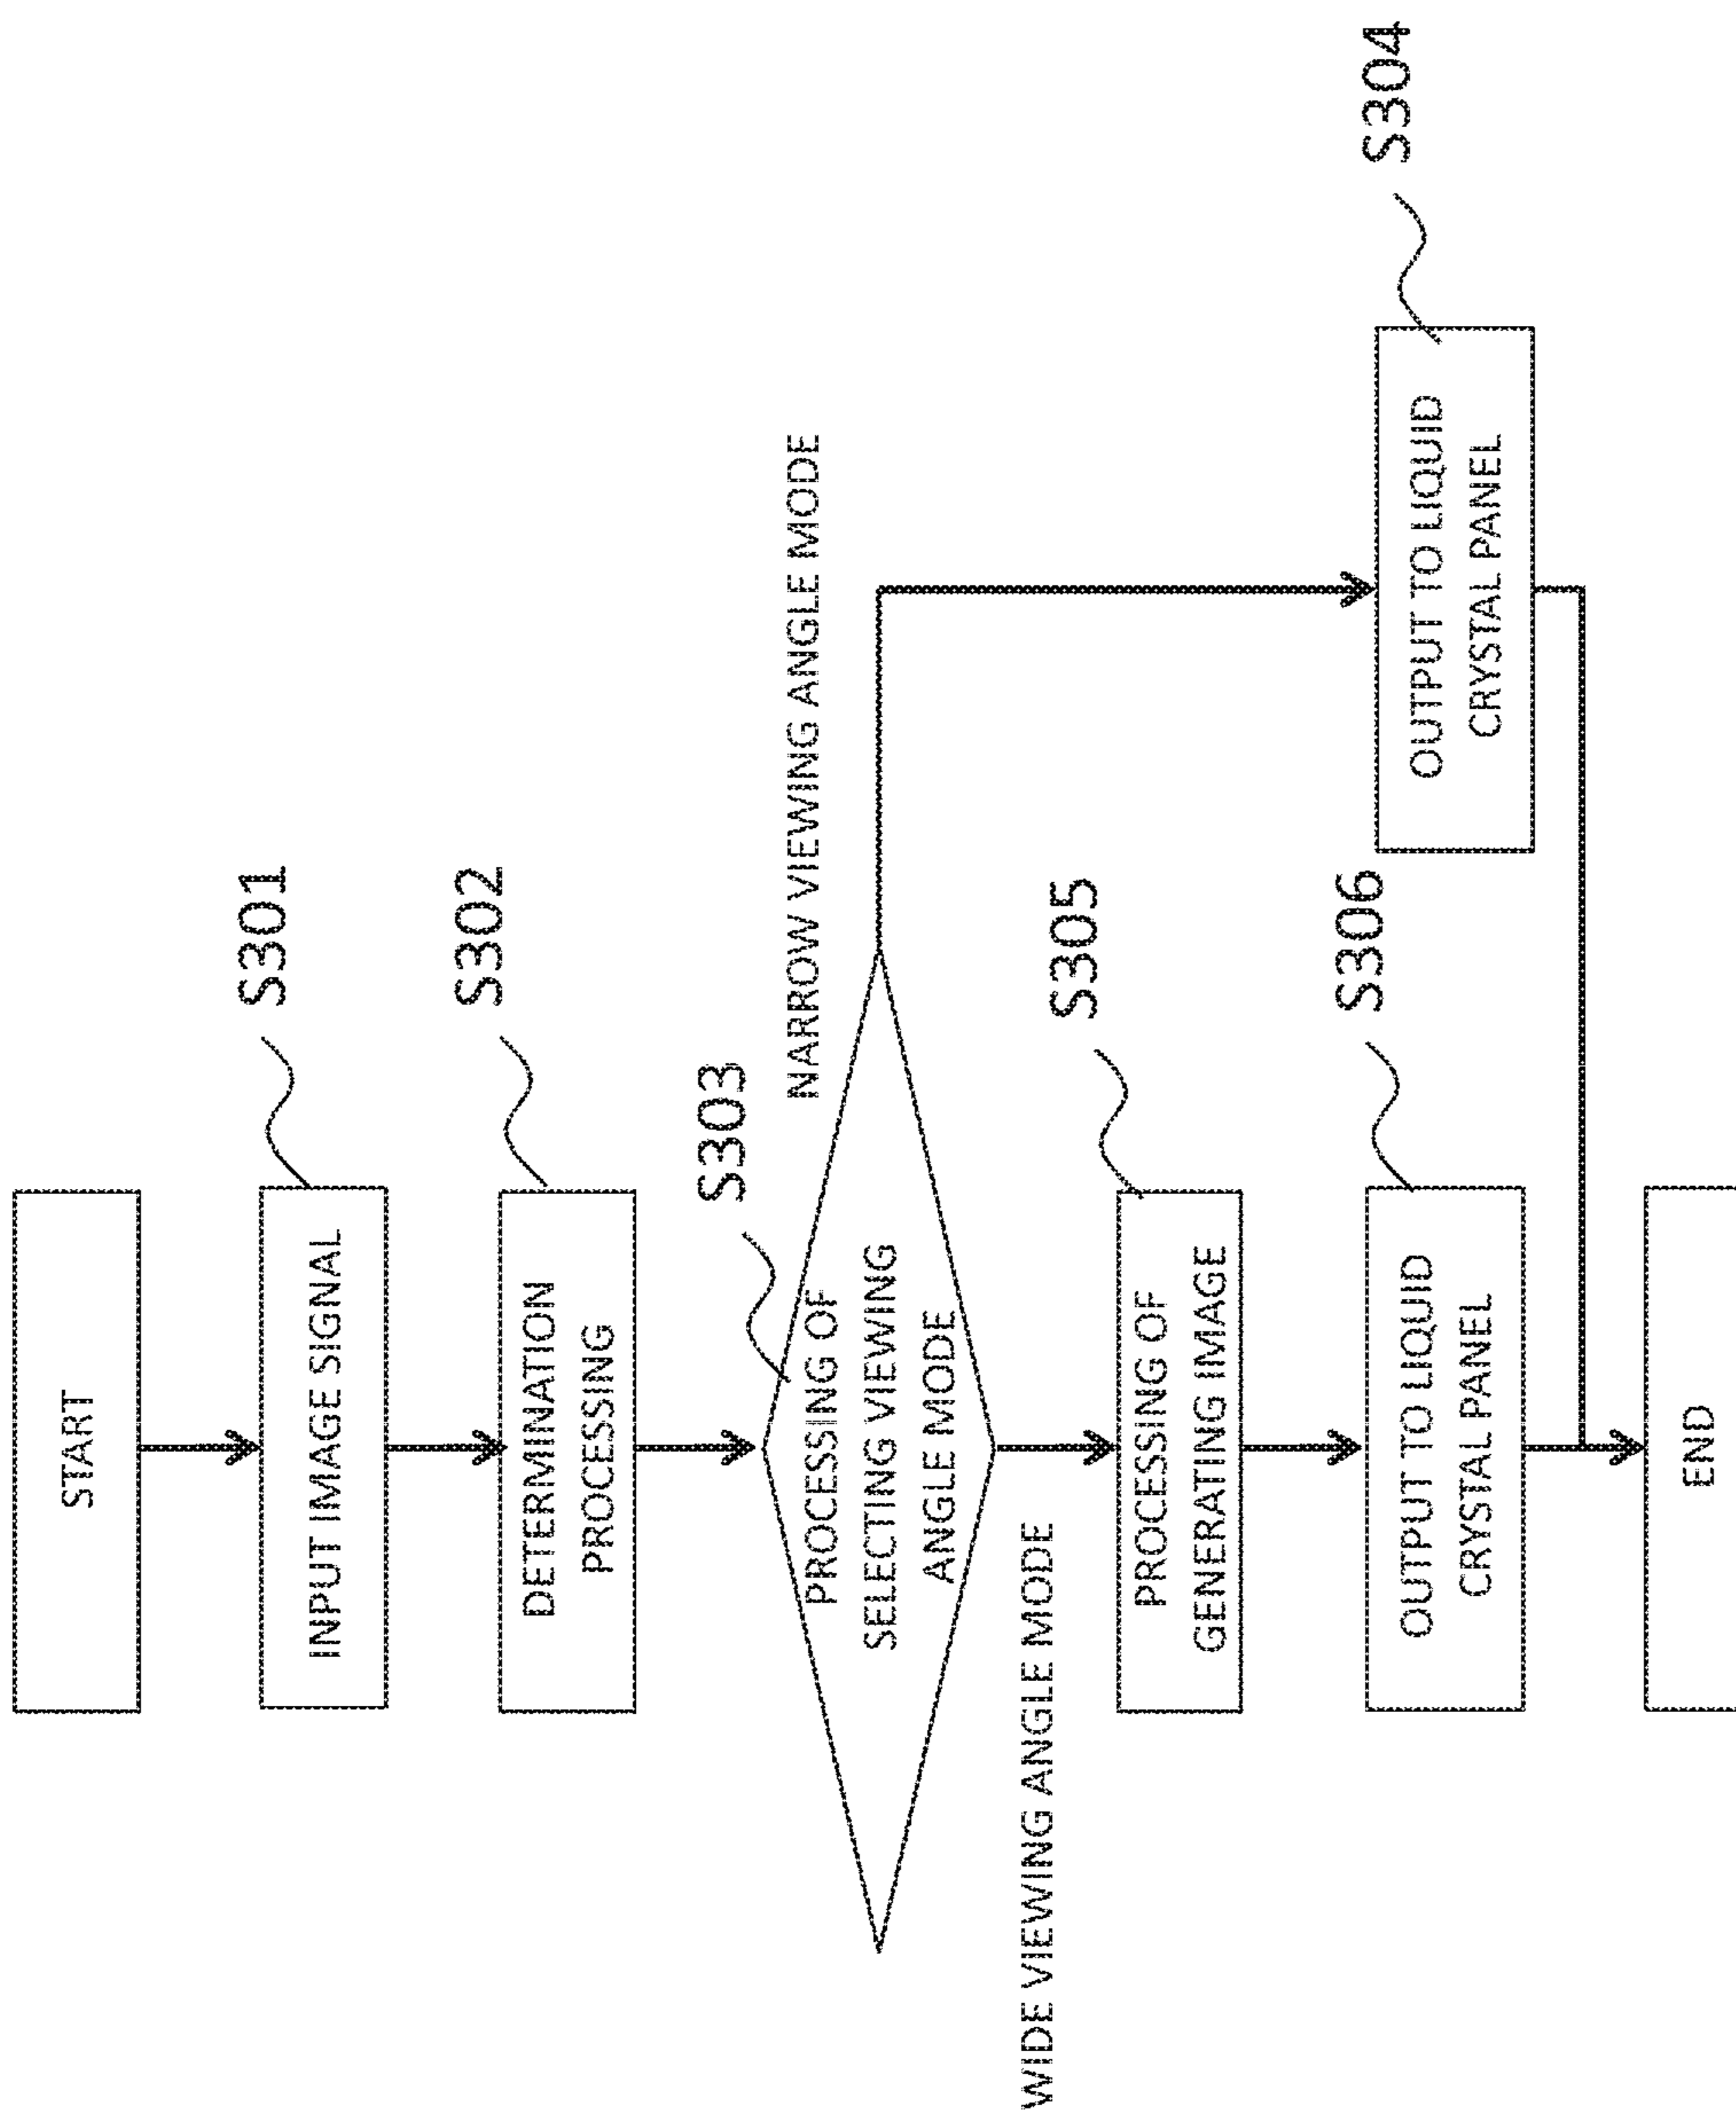 START
S301
INPUT IMAGE SIGNAL
S302
DETERMINATION
PROCESSING
S303
PROCESSING OF
SELECTING VIEWING
ANGLE MODE
NARROW VIEWING ANGLE MODE
WIDE VIEWING ANGLE MODE
S305
PROCESSING OF
GENERATING IMAGE
S306
OUTPUT TO LIQUID
CRYSTAL PANEL
S304
OUTPUT TO LIQUID
CRYSTAL PANEL
END